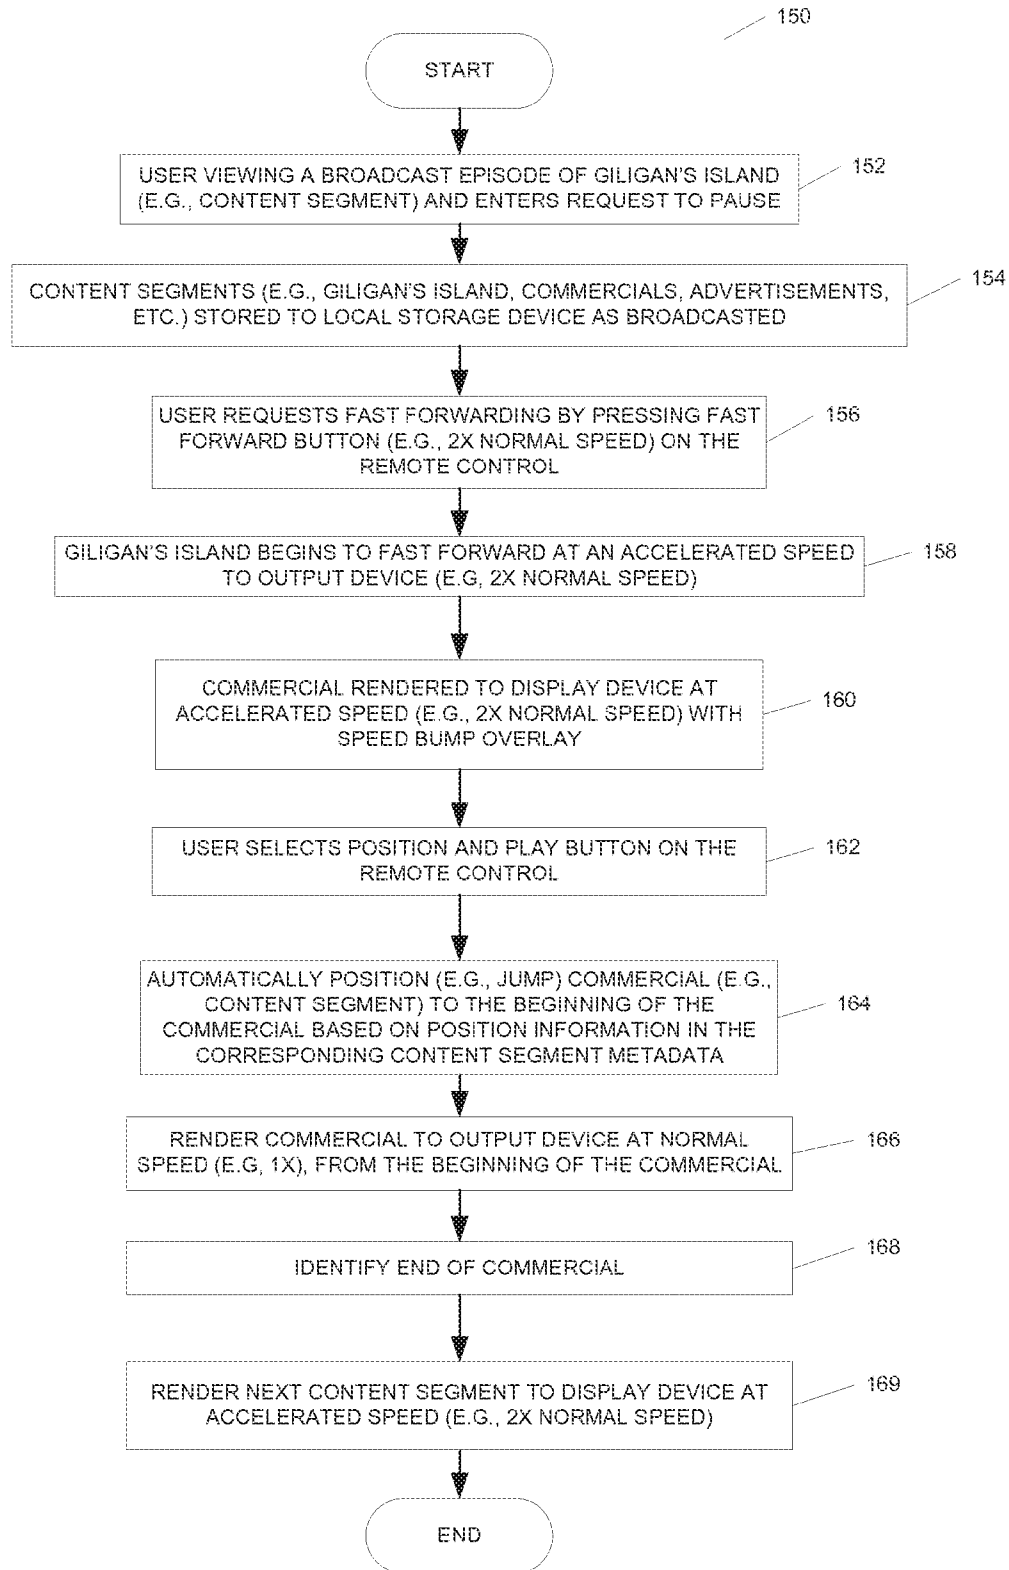 150
START
USER VIEWING A BROADCAST EPISODE OF GILIGAN'S ISLAND
(E.G., CONTENT SEGMENT) AND ENTERS REQUEST TO PAUSE
152
CONTENT SEGMENTS (E.G., GILIGAN'S ISLAND, COMMERCIALS, ADVERTISEMENTS,
ETC.) STORED TO LOCAL STORAGE DEVICE AS BROADCASTED
154
USER REQUESTS FAST FORWARDING BY PRESSING FAST
FORWARD BUTTON (E.G., 2X NORMAL SPEED) ON THE
REMOTE CONTROL
156
GILIGAN'S ISLAND BEGINS TO FAST FORWARD AT AN ACCELERATED SPEED
TO OUTPUT DEVICE (E.G, 2X NORMAL SPEED)
158
COMMERCIAL RENDERED TO DISPLAY DEVICE AT
ACCELERATED SPEED (E.G., 2X NORMAL SPEED) WITH
SPEED BUMP OVERLAY
160
USER SELECTS POSITION AND PLAY BUTTON ON THE
REMOTE CONTROL
162
AUTOMATICALLY POSITION (E.G., JUMP) COMMERCIAL (E.G.,
CONTENT SEGMENT) TO THE BEGINNING OF THE
COMMERCIAL BASED ON POSITION INFORMATION IN THE
CORRESPONDING CONTENT SEGMENT METADATA
164
RENDER COMMERCIAL TO OUTPUT DEVICE AT NORMAL
SPEED (E.G, 1X), FROM THE BEGINNING OF THE COMMERCIAL
166
IDENTIFY END OF COMMERCIAL
168
RENDER NEXT CONTENT SEGMENT TO DISPLAY DEVICE AT
ACCELERATED SPEED (E.G., 2X NORMAL SPEED)
169
END